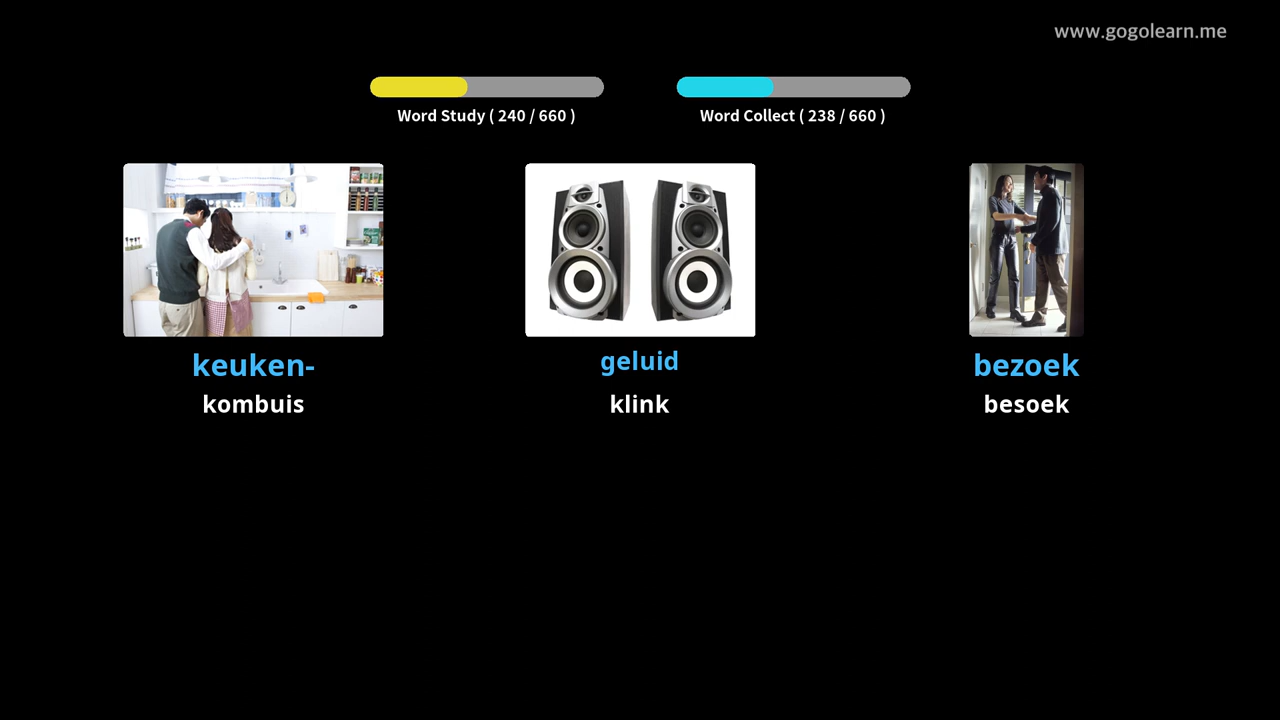 www.gogolearn.me
Word Study ( 240 / 660 )
Word Collect ( 238 / 660 )
keuken-
kombuis
geluid
klink
bezoek
besoek